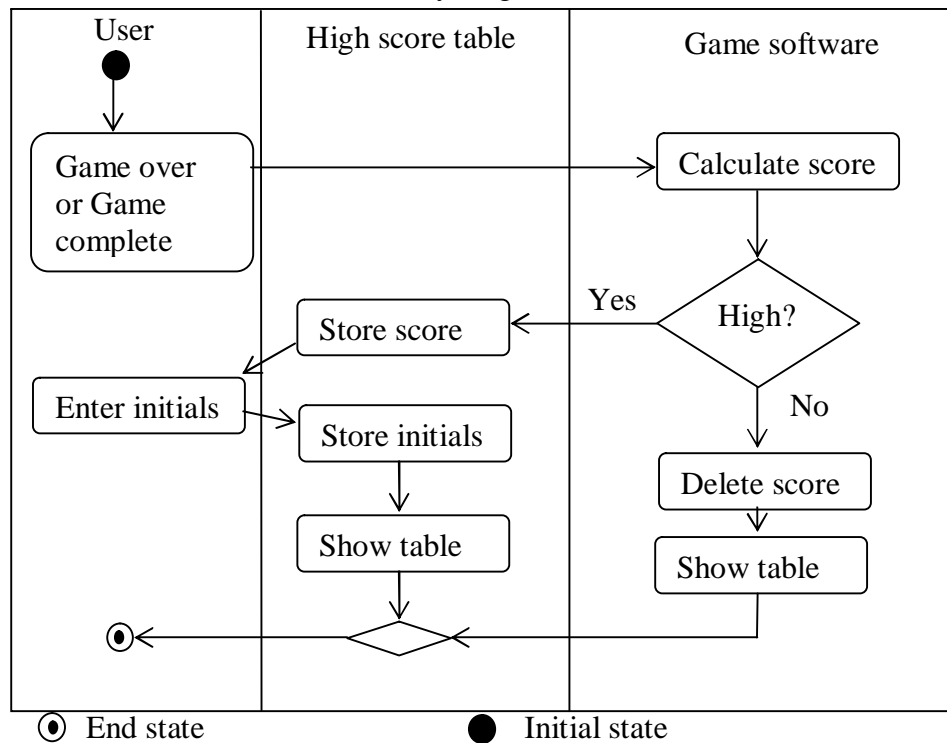 User
High score table
Game software
Game over
or Game
complete
Calculate score
High?
Yes
No
Store score
Enter initials
Store initials
Delete score
Show table
Show table
End state
Initial state